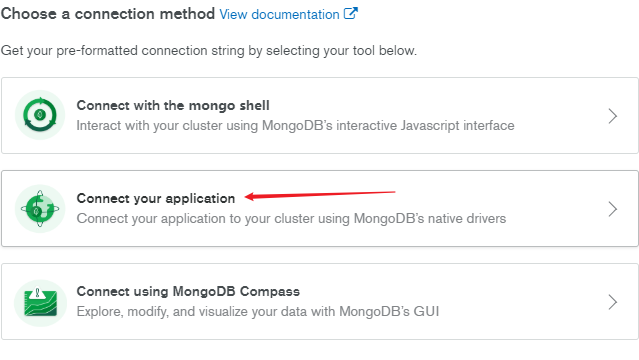 Choose a connection method View documentation
Get your pre-formatted connection string by selecting your tool below.
Connect with the mongo shell
Interact with your cluster using MongoDB's interactive Javascript interface
Connect your application
Connect your application to your cluster using MongoDB's native drivers
Connect using MongoDB Compass
Explore, modify, and visualize your data with MongoDB's GUI